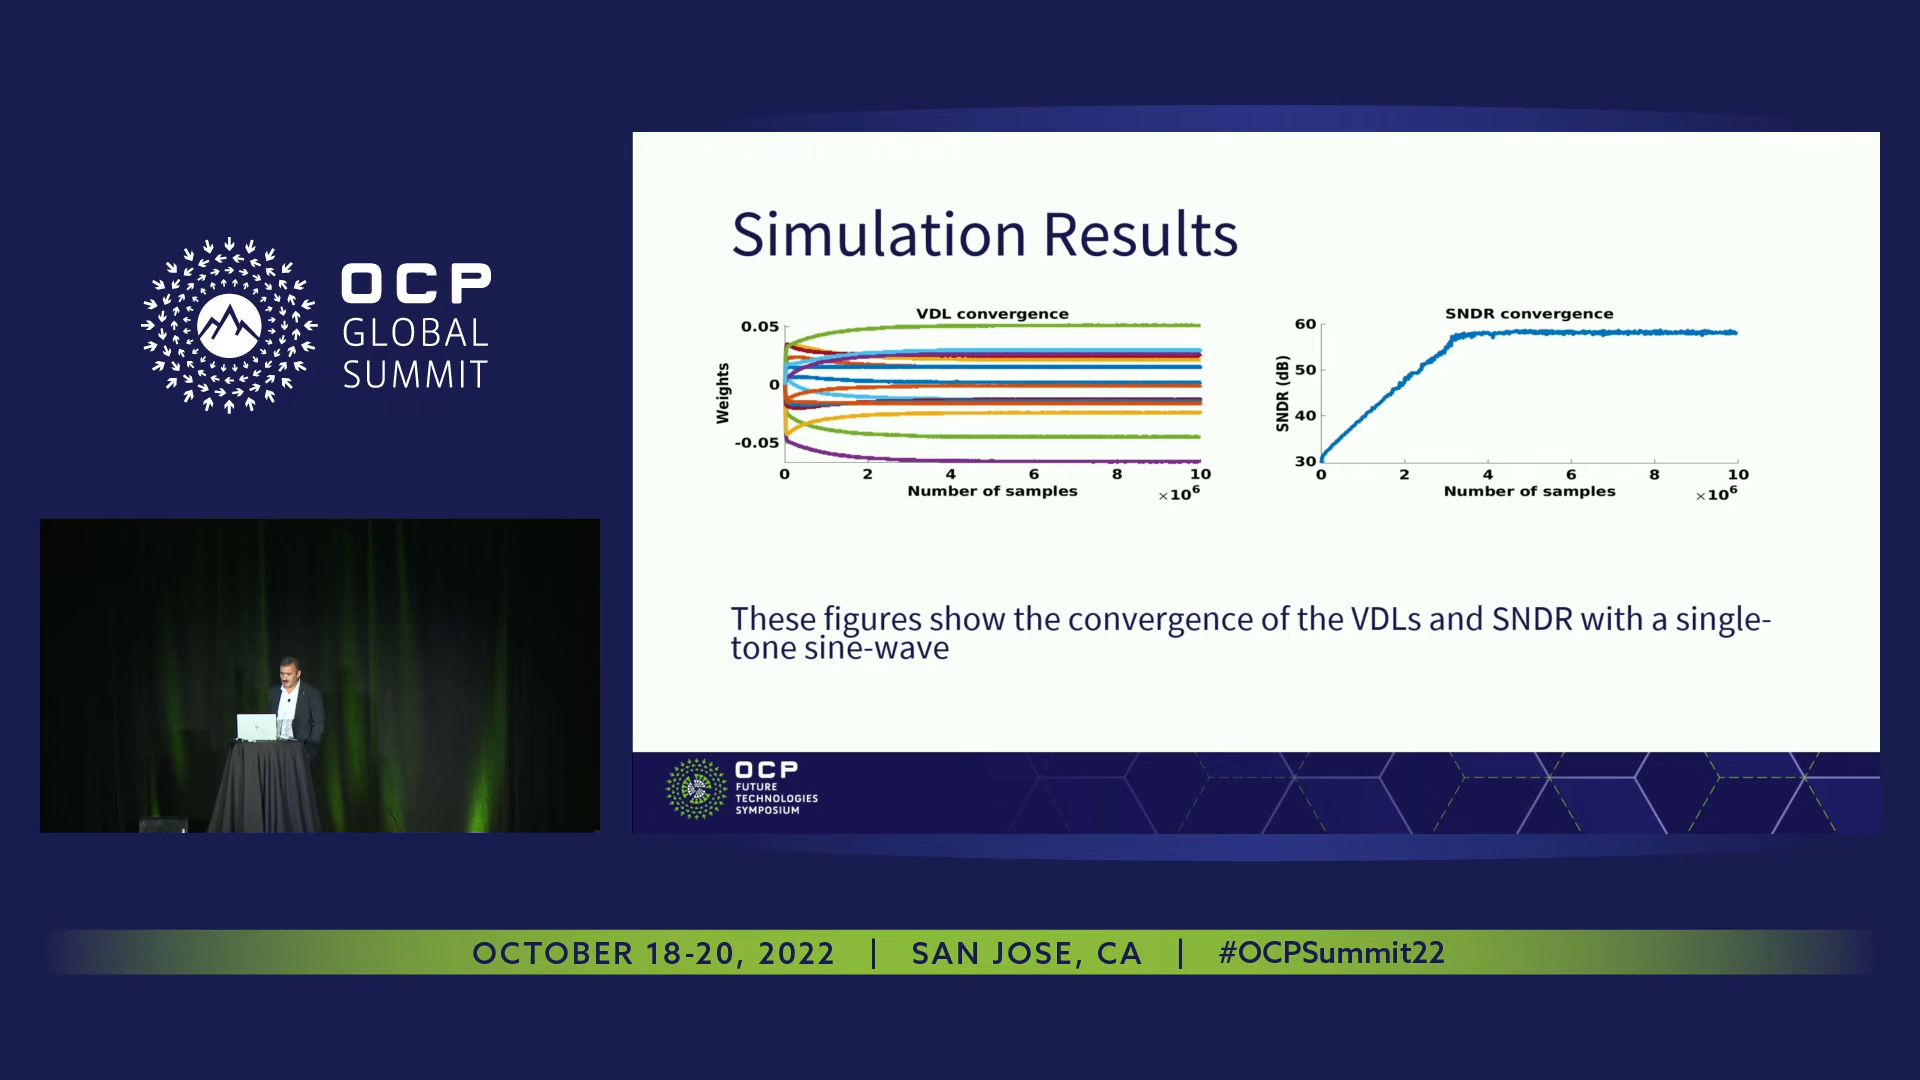 OCP
GLOBAL
SUMMIT
Simulation Results
VDL convergence
0.05
0
-0.05
Weights
0 2 4 6 8 10
Number of samples
×10⁶
SNDR convergence
60
50
40
30
SNDR (dB)
0 2 4 6 8 10
Number of samples
×10⁶
These figures show the convergence of the VDLs and SNDR with a single-
tone sine-wave
OCP
FUTURE
TECHNOLOGIES
SYMPOSIUM
OCTOBER 18-20, 2022 | SAN JOSE, CA | #OCPSummit22